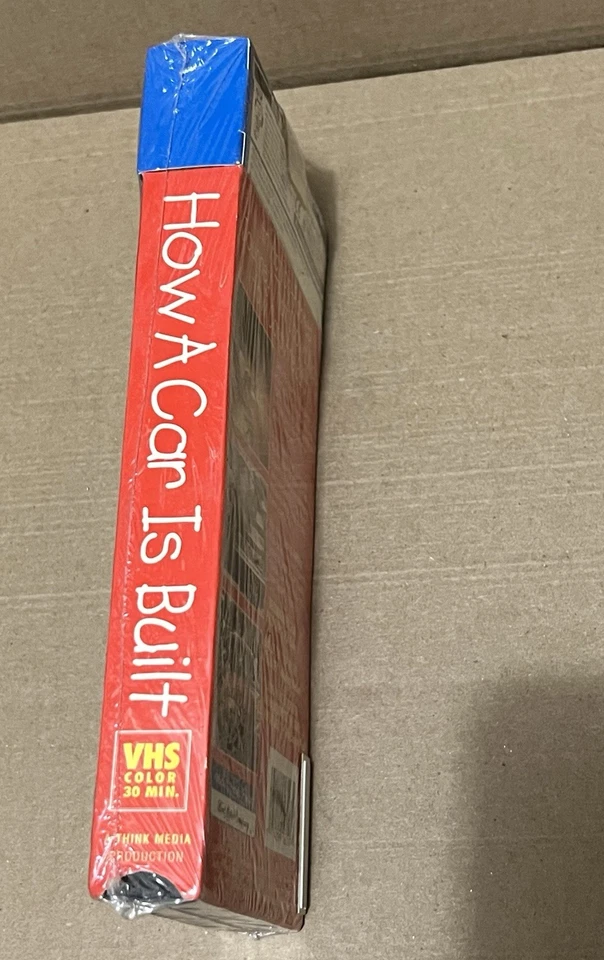 How A Car Is Built
VHS
COLOR
30 MIN.
A THINK MEDIA
PRODUCTION